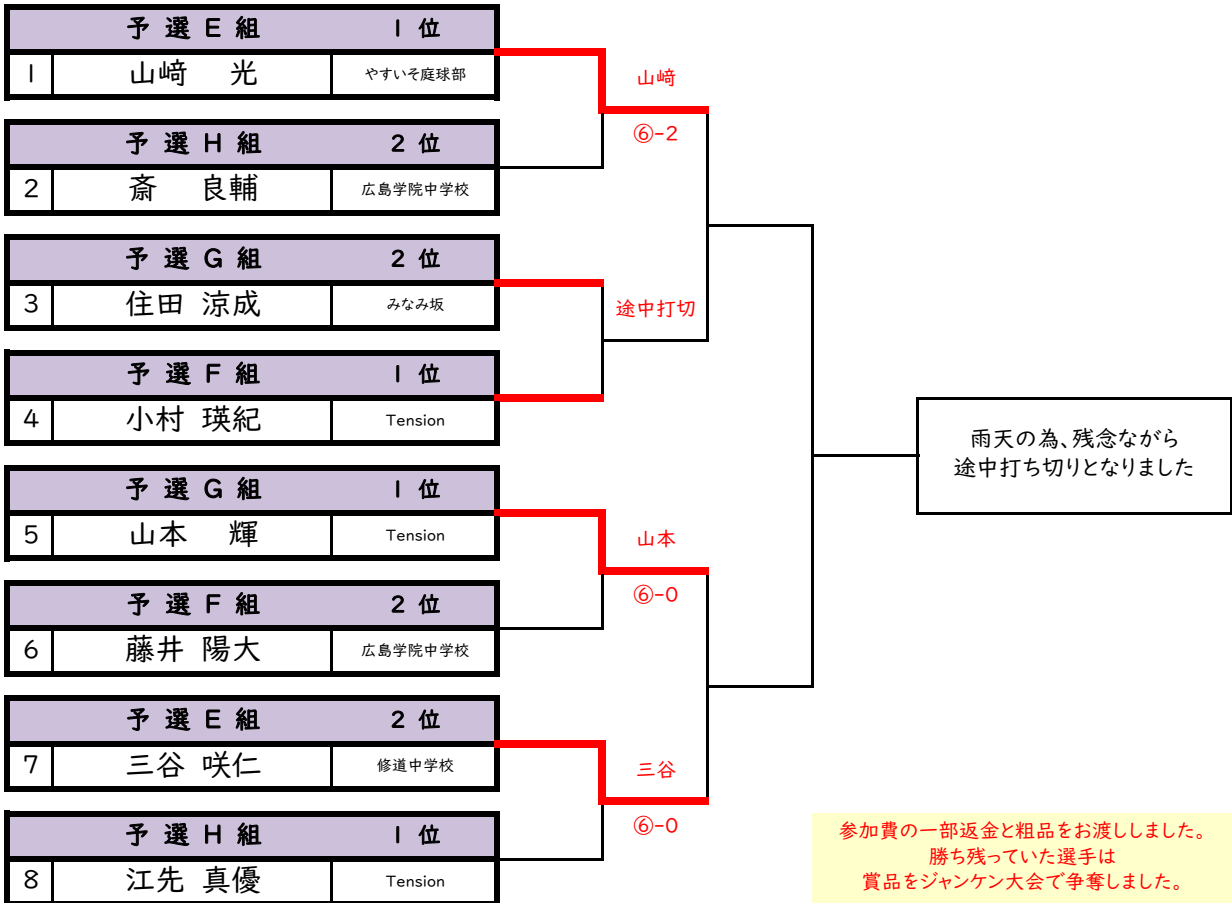 予選E組 1位
1 山﨑 光 やすいそ庭球部
予選H組 2位
2 斎 良輔 広島学院中学校
予選G組 2位
3 住田 涼成 みなみ坂
予選F組 1位
4 小村 瑛紀 Tension
予選G組 1位
5 山本 輝 Tension
予選F組 2位
6 藤井 陽大 広島学院中学校
予選E組 2位
7 三谷 咲仁 修道中学校
予選H組 1位
8 江先 真優 Tension
山﨑
⑥-2
途中打切
山本
⑥-0
三谷
⑥-0
雨天の為、残念ながら
途中打ち切りとなりました
参加費の一部返金と粗品をお渡ししました。
勝ち残っていた選手は
賞品をジャンケン大会で争奪しました。